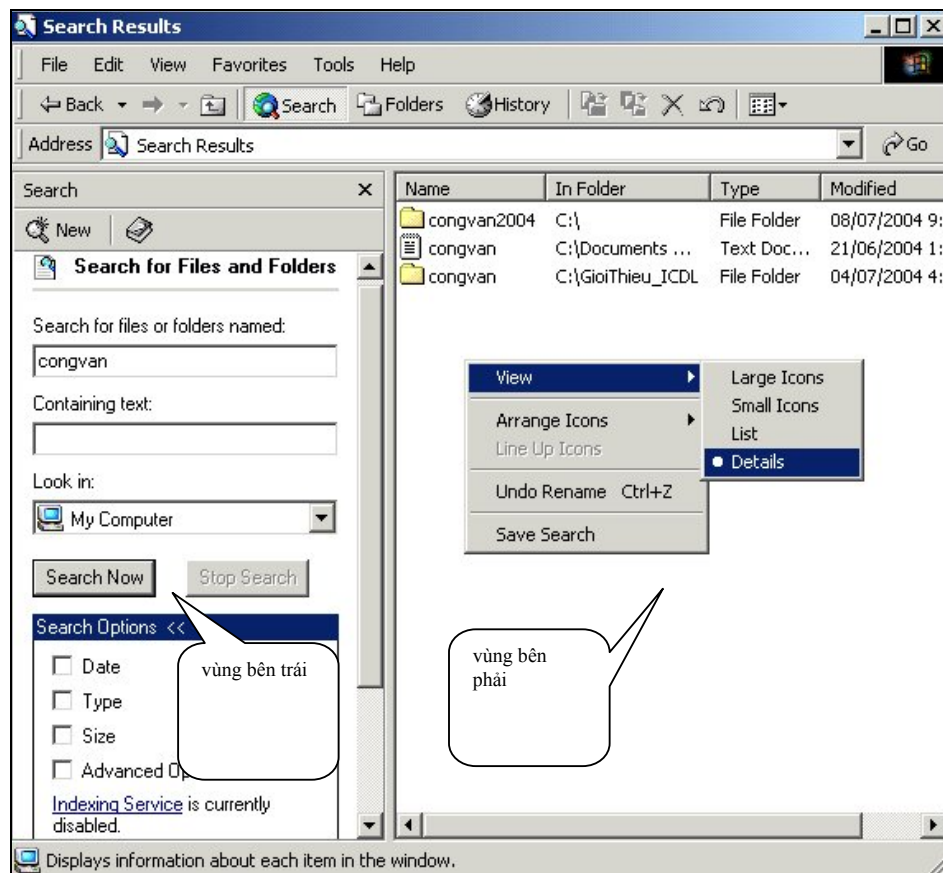 Search Results
File Edit View Favorites Tools Help
Back Search Folders History
Address Search Results Go
Search
New
Search for Files and Folders
Search for files or folders named:
congvan
Containing text:
Look in:
My Computer
Search Now Stop Search
Search Options <<
Date
Type
Size
Advanced Op
Indexing Service is currently
disabled.
vùng bên trái
Name In Folder Type Modified
congvan2004 C:\ File Folder 08/07/2004 9:
congvan C:\Documents ... Text Doc... 21/06/2004 1:
congvan C:\GioiThieu_ICDL File Folder 04/07/2004 4:
View
Arrange Icons
Line Up Icons
Undo Rename Ctrl+Z
Save Search
Large Icons
Small Icons
List
Details
vùng bên
phải
Displays information about each item in the window.